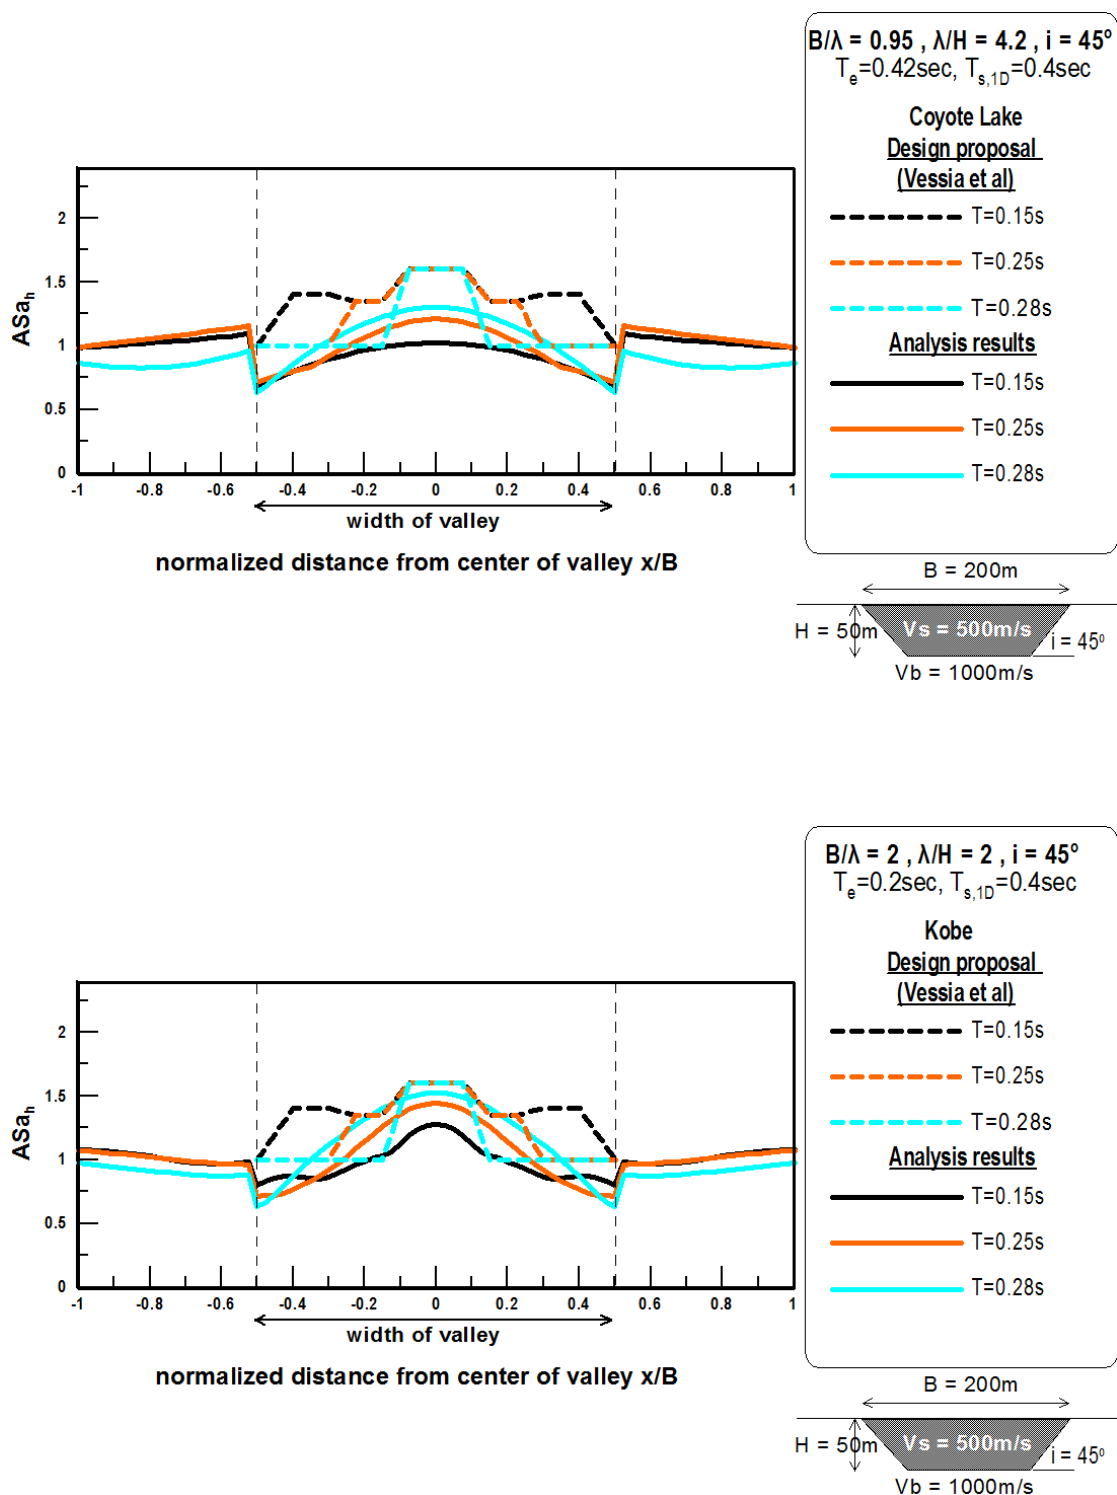 B/λ = 0.95 , λ/H = 4.2 , i = 45°
Te=0.42sec, Ts,1D=0.4sec
Coyote Lake
Design proposal
(Vessia et al)
T=0.15s
T=0.25s
T=0.28s
Analysis results
T=0.15s
T=0.25s
T=0.28s
ASah
2
1.5
1
0.5
0
-1 -0.8 -0.6 -0.4 -0.2 0 0.2 0.4 0.6 0.8 1
width of valley
normalized distance from center of valley x/B
B = 200m
H = 50m
Vs = 500m/s
i = 45°
Vb = 1000m/s
B/λ = 2 , λ/H = 2 , i = 45°
Te=0.2sec, Ts,1D=0.4sec
Kobe
Design proposal
(Vessia et al)
T=0.15s
T=0.25s
T=0.28s
Analysis results
T=0.15s
T=0.25s
T=0.28s
ASah
2
1.5
1
0.5
0
-1 -0.8 -0.6 -0.4 -0.2 0 0.2 0.4 0.6 0.8 1
width of valley
normalized distance from center of valley x/B
B = 200m
H = 50m
Vs = 500m/s
i = 45°
Vb = 1000m/s